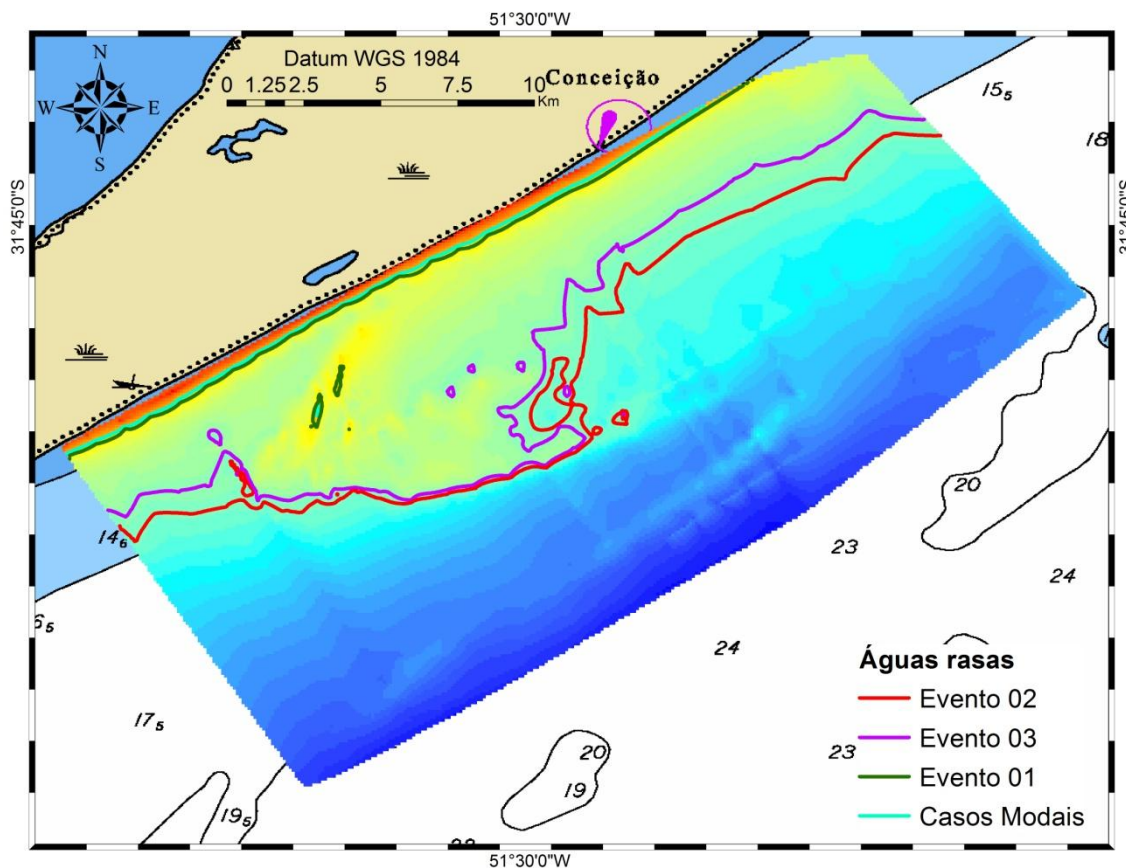 51°30'0"W
N
W E
S
Datum WGS 1984
0 1.25 2.5 5 7.5 10
Km
Conceição
15₅
18
31°45'0"S
31°45'0"S
14₆
20
23
24
6₅
24
17₅
23
20
19
19₅
Águas rasas
Evento 02
Evento 03
Evento 01
Casos Modais
51°30'0"W